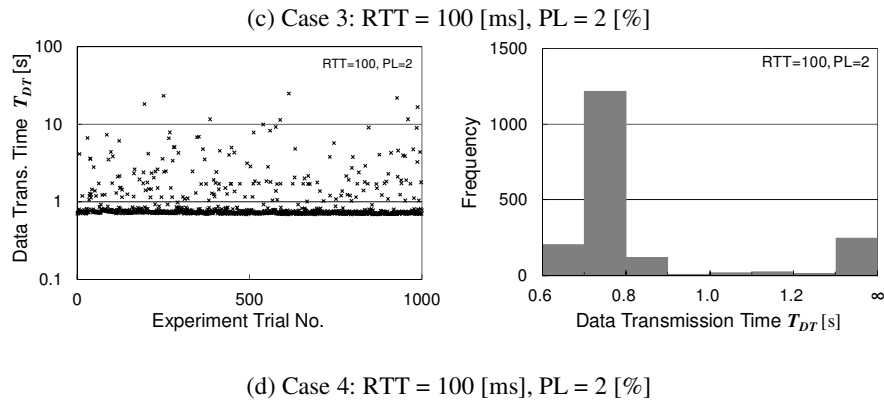 (c) Case 3: RTT = 100 [ms], PL = 2 [%]
Data Trans. Time T_DT [s]
100
10
1
0.1
RTT=100, PL=2
0
500
1000
Experiment Trial No.
Frequency
1500
1000
500
0
RTT=100, PL=2
0.6
0.8
1.0
1.2
∞
Data Transmission Time T_DT [s]
(d) Case 4: RTT = 100 [ms], PL = 2 [%]